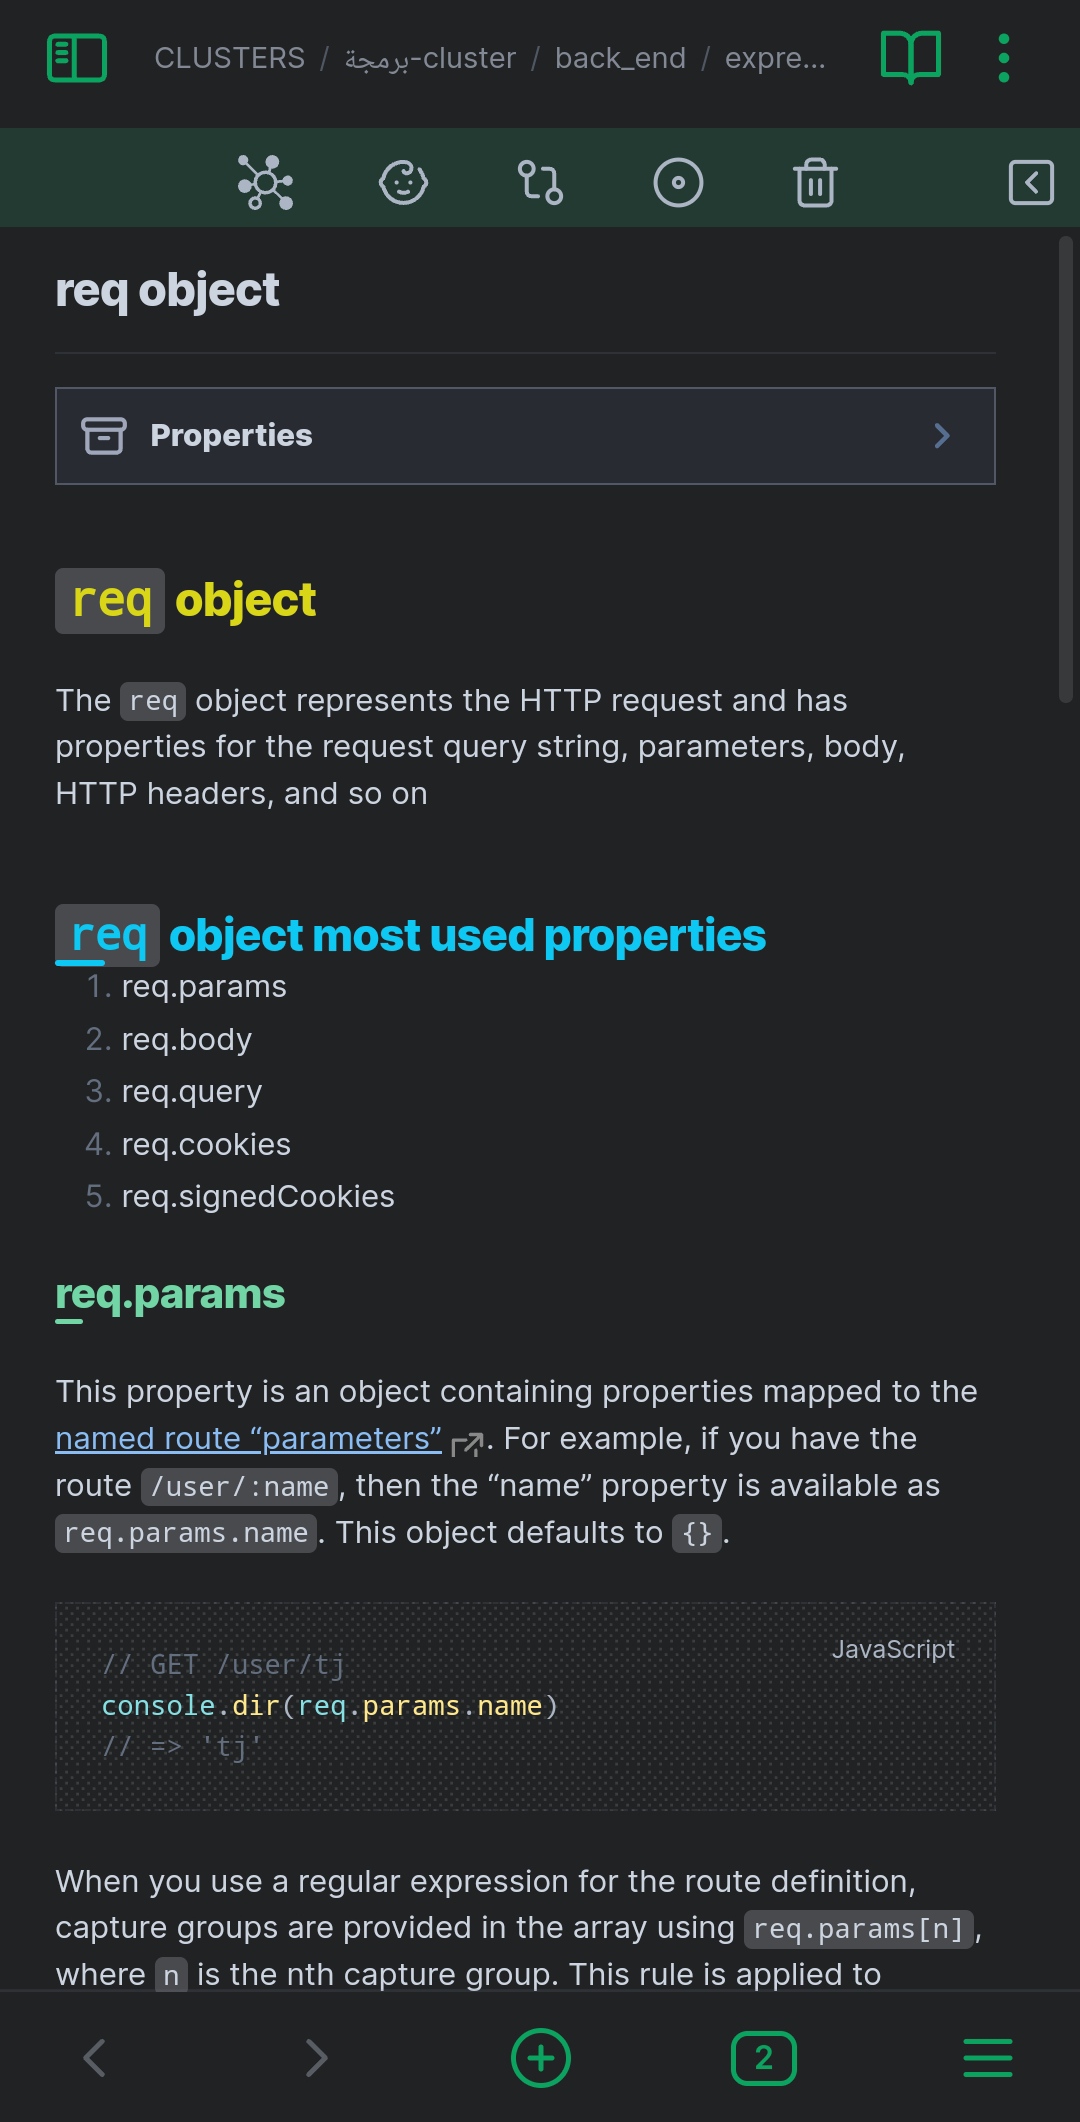 CLUSTERS / برمجة-cluster / back_end / expre...
req object
Properties
req object
The req object represents the HTTP request and has
properties for the request query string, parameters, body,
HTTP headers, and so on
req object most used properties
1. req.params
2. req.body
3. req.query
4. req.cookies
5. req.signedCookies
req.params
This property is an object containing properties mapped to the
named route “parameters”. For example, if you have the
route /user/:name, then the “name” property is available as
req.params.name. This object defaults to {}.
JavaScript
// GET /user/tj
console.dir(req.params.name)
// => 'tj'
When you use a regular expression for the route definition,
capture groups are provided in the array using req.params[n],
where n is the nth capture group. This rule is applied to
2